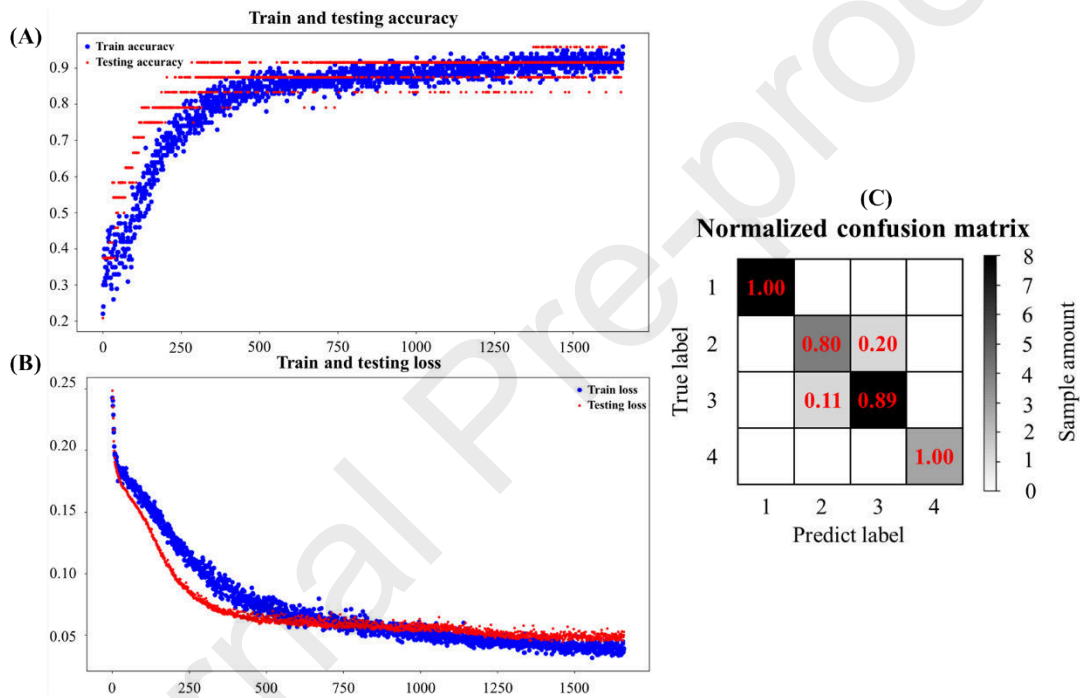 Train and testing accuracy
(A)
Train accuracy
Testing accuracy
0.9
0.8
0.7
0.6
0.5
0.4
0.3
0.2
0 250 500 750 1000 1250 1500
Train and testing loss
(B)
Train loss
Testing loss
0.25
0.20
0.15
0.10
0.05
0 250 500 750 1000 1250 1500
(C)
Normalized confusion matrix
True label
1 1.00
2 0.80 0.20
3 0.11 0.89
4 1.00
1 2 3 4
Predict label
8
7
6
5
4
3
2
1
0
Sample amount
rnal Pre-proo